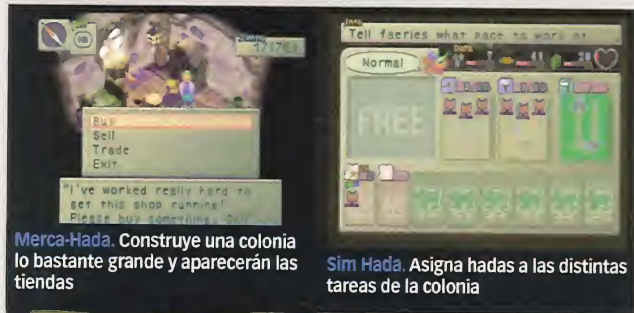 Buy
Sell
Trade
Exit
"I've worked really hard to
get this shop running!
Please buy something, Okay
Merca-Hada. Construye una colonia
lo bastante grande y aparecerán las
tiendas
Info
Tell faeries what pace to work at
Normal
FREE
Sim Hada. Asigna hadas a las distintas
tareas de la colonia